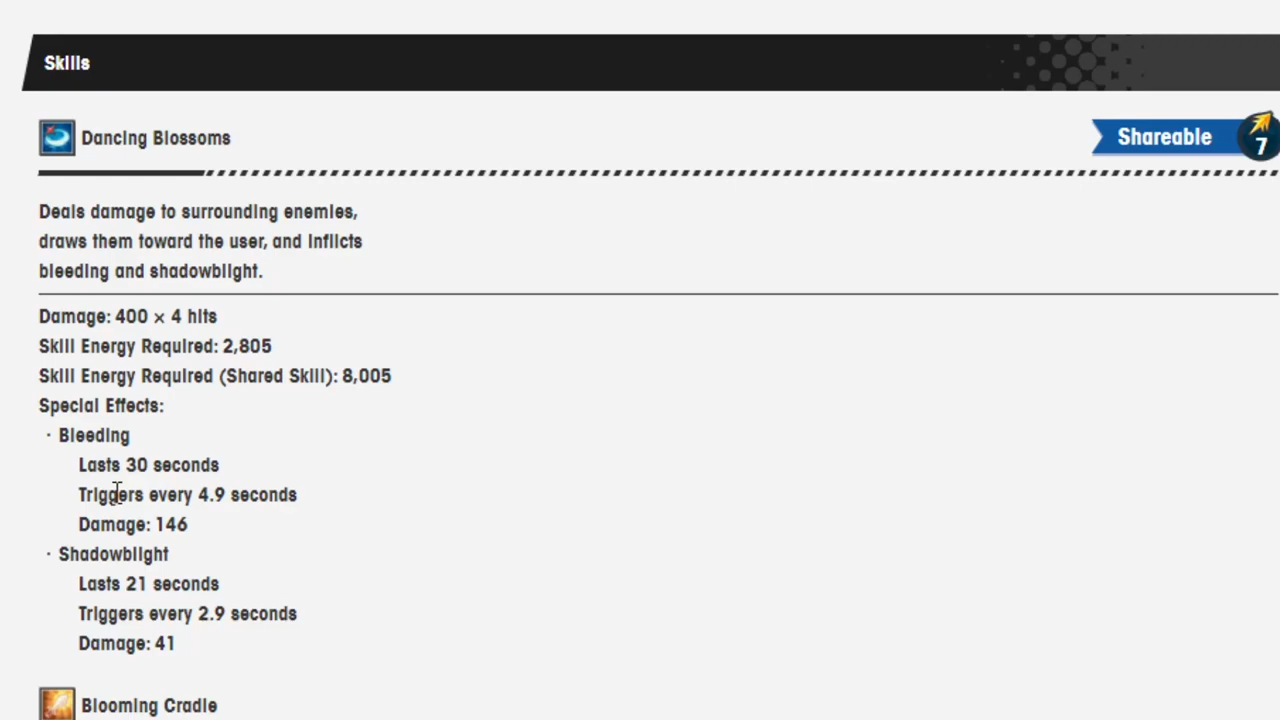 Skills
Dancing Blossoms
Shareable 7
Deals damage to surrounding enemies,
draws them toward the user, and inflicts
bleeding and shadowblight.
Damage: 400 × 4 hits
Skill Energy Required: 2,805
Skill Energy Required (Shared Skill): 8,005
Special Effects:
· Bleeding
Lasts 30 seconds
Triggers every 4.9 seconds
Damage: 146
· Shadowblight
Lasts 21 seconds
Triggers every 2.9 seconds
Damage: 41
Blooming Cradle